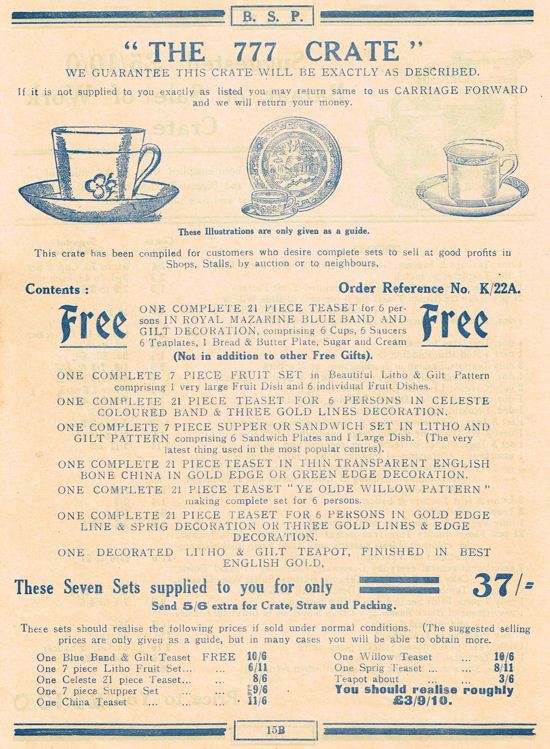 B. S. P.
"THE 777 CRATE"
WE GUARANTEE THIS CRATE WILL BE EXACTLY AS DESCRIBED.
If it is not supplied to you exactly as listed you may return same to us CARRIAGE FORWARD
and we will return your money.
These Illustrations are only given as a guide.
This crate has been compiled for customers who desire complete sets to sell at good profits in
Shops, Stalls, by auction or to neighbours.
Contents : Order Reference No. K/22A.
Free
ONE COMPLETE 21 PIECE TEASET for 6 per-
sons IN ROYAL MAZARINE BLUE BAND AND
GILT DECORATION, comprising 6 Cups, 6 Saucers
6 Teaplates, 1 Bread & Butter Plate, Sugar and Cream
(Not in addition to other Free Gifts).
Free
ONE COMPLETE 7 PIECE FRUIT SET in Beautiful Litho & Gilt Pattern
comprising 1 very large Fruit Dish and 6 individual Fruit Dishes.
ONE COMPLETE 21 PIECE TEASET FOR 6 PERSONS IN CELESTE
COLOURED BAND & THREE GOLD LINES DECORATION.
ONE COMPLETE 7 PIECE SUPPER OR SANDWICH SET IN LITHO AND
GILT PATTERN comprising 6 Sandwich Plates and 1 Large Dish. (The very
latest thing used in the most popular centres).
ONE COMPLETE 21 PIECE TEASET IN THIN TRANSPARENT ENGLISH
BONE CHINA IN GOLD EDGE OR GREEN EDGE DECORATION,
ONE COMPLETE 21 PIECE TEASET "YE OLDE WILLOW PATTERN"
making complete set for 6 persons.
ONE COMPLETE 21 PIECE TEASET FOR 6 PERSONS IN GOLD EDGE
LINE & SPRIG DECORATION OR THREE GOLD LINES & EDGE
DECORATION.
ONE DECORATED LITHO & GILT TEAPOT, FINISHED IN BEST
ENGLISH GOLD,
These Seven Sets supplied to you for only 37/=
Send 5/6 extra for Crate, Straw and Packing.
These sets should realise the following prices if sold under normal conditions. (The suggested selling
prices are only given as a guide, but in many cases you will be able to obtain more.
One Blue Band & Gilt Teaset FREE 10/6
One 7 piece Litho Fruit Set... ... 6/11
One Celeste 21 piece Teaset... ... 8/6
One 7 piece Supper Set ... 9/6
One China Teaset ... ... 11/6
One Willow Teaset ... ... 10/6
One Sprig Teaset ... ... 8/11
Teapot about ... ... 3/6
You should realise roughly
£3/9/10.
15B